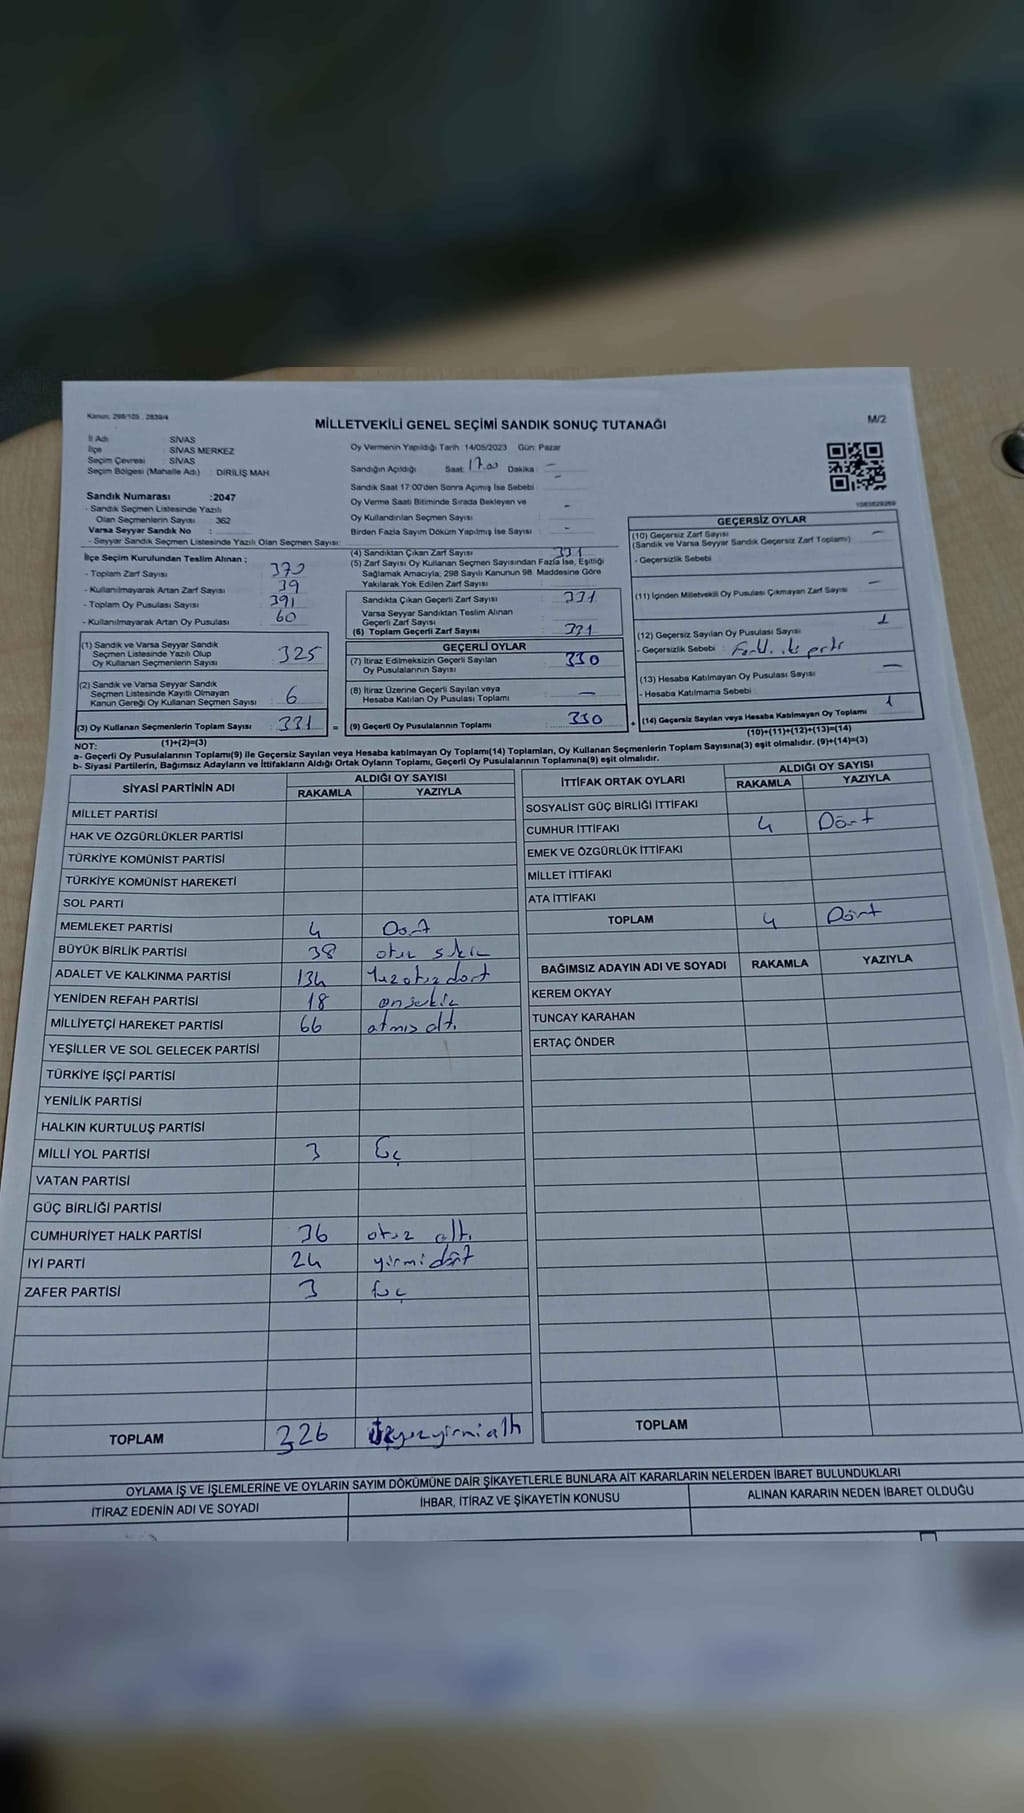 Kanun: 298/105 , 2839/4
MİLLETVEKİLİ GENEL SEÇİMİ SANDIK SONUÇ TUTANAĞI
M/2
İl Adı : SİVAS
İlçe : SİVAS MERKEZ
Seçim Çevresi : SİVAS
Seçim Bölgesi (Mahalle Adı) : DİRİLİŞ MAH
Sandık Numarası :2047
- Sandık Seçmen Listesinde Yazılı
Olan Seçmenlerin Sayısı : 362
Varsa Seyyar Sandık No :
- Seyyar Sandık Seçmen Listesinde Yazılı Olan Seçmen Sayısı:
Oy Vermenin Yapıldığı Tarih :14/05/2023 Gün: Pazar
Sandığın Açıldığı Saat: 17.00 Dakika : –
Sandık Saat 17:00'den Sonra Açımış İse Sebebi : –
Oy Verme Saati Bitiminde Sırada Bekleyen ve
Oy Kullandırılan Seçmen Sayısı : –
Birden Fazla Sayım Döküm Yapılmış İse Sayısı : –
İlçe Seçim Kurulundan Teslim Alınan ;
- Toplam Zarf Sayısı : 370
- Kullanılmayarak Artan Zarf Sayısı : 39
- Toplam Oy Pusulası Sayısı : 391
- Kullanılmayarak Artan Oy Pusulası : 60
(1) Sandık ve Varsa Seyyar Sandık
Seçmen Listesinde Yazılı Olup
Oy Kullanan Seçmenlerin Sayısı : 325
(2) Sandık ve Varsa Seyyar Sandık
Seçmen Listesinde Kayıtlı Olmayan
Kanun Gereği Oy Kullanan Seçmen Sayısı : 6
(3) Oy Kullanan Seçmenlerin Toplam Sayısı : 331 =
(1)+(2)=(3)
(4) Sandıktan Çıkan Zarf Sayısı : 331
(5) Zarf Sayısı Oy Kullanan Seçmen Sayısından Fazla İse, Eşitliği
Sağlamak Amacıyla, 298 Sayılı Kanunun 98. Maddesine Göre
Yakılarak Yok Edilen Zarf Sayısı :
Sandıkta Çıkan Geçerli Zarf Sayısı : 331
Varsa Seyyar Sandıktan Teslim Alınan
Geçerli Zarf Sayısı :
(6) Toplam Geçerli Zarf Sayısı : 331
GEÇERLİ OYLAR
(7) İtiraz Edilmeksizin Geçerli Sayılan
Oy Pusulalarının Sayısı : 330
(8) İtiraz Üzerine Geçerli Sayılan veya
Hesaba Katılan Oy Pusulası Toplamı : –
(9) Geçerli Oy Pusulalarının Toplamı : 330 +
GEÇERSİZ OYLAR
(10) Geçersiz Zarf Sayısı : –
(Sandık ve Varsa Seyyar Sandık Geçersiz Zarf Toplamı)
- Geçersizlik Sebebi :
(11) İçinden Milletvekili Oy Pusulası Çıkmayan Zarf Sayısı : –
(12) Geçersiz Sayılan Oy Pusulası Sayısı : 1
- Geçersizlik Sebebi :
(13) Hesaba Katılmayan Oy Pusulası Sayısı : –
- Hesaba Katılmama Sebebi :
(14) Geçersiz Sayılan veya Hesaba Katılmayan Oy Toplamı : 1
(10)+(11)+(12)+(13)=(14)
NOT:
a- Geçerli Oy Pusulalarının Toplamı(9) ile Geçersiz Sayılan veya Hesaba katılmayan Oy Toplamı(14) Toplamları, Oy Kullanan Seçmenlerin Toplam Sayısına(3) eşit olmalıdır. (9)+(14)=(3)
b- Siyasi Partilerin, Bağımsız Adayların ve İttifakların Aldığı Ortak Oyların Toplamı, Geçerli Oy Pusulalarının Toplamına(9) eşit olmalıdır.
SİYASİ PARTİNİN ADI ALDIĞI OY SAYISI
RAKAMLA YAZIYLA
MİLLET PARTİSİ
HAK VE ÖZGÜRLÜKLER PARTİSİ
TÜRKİYE KOMÜNİST PARTİSİ
TÜRKİYE KOMÜNİST HAREKETİ
SOL PARTİ
MEMLEKET PARTİSİ 4
BÜYÜK BİRLİK PARTİSİ 38 otuz sekiz
ADALET VE KALKINMA PARTİSİ 134 Yüzotuzdört
YENİDEN REFAH PARTİSİ 18 onsekiz
MİLLİYETÇİ HAREKET PARTİSİ 66 atmış altı
YEŞİLLER VE SOL GELECEK PARTİSİ
TÜRKİYE İŞÇİ PARTİSİ
YENİLİK PARTİSİ
HALKIN KURTULUŞ PARTİSİ
MİLLİ YOL PARTİSİ 3 Üç
VATAN PARTİSİ
GÜÇ BİRLİĞİ PARTİSİ
CUMHURİYET HALK PARTİSİ 36 otuz altı
İYİ PARTİ 24 yirmidört
ZAFER PARTİSİ 3 Üç
TOPLAM 326 üçyüzyirmialtı
İTTİFAK ORTAK OYLARI ALDIĞI OY SAYISI
RAKAMLA YAZIYLA
SOSYALİST GÜÇ BİRLİĞİ İTTİFAKI
CUMHUR İTTİFAKI 4 Dört
EMEK VE ÖZGÜRLÜK İTTİFAKI
MİLLET İTTİFAKI
ATA İTTİFAKI
TOPLAM 4 Dört
BAĞIMSIZ ADAYIN ADI VE SOYADI RAKAMLA YAZIYLA
KEREM OKYAY
TUNCAY KARAHAN
ERTAÇ ÖNDER
TOPLAM
OYLAMA İŞ VE İŞLEMLERİNE VE OYLARIN SAYIM DÖKÜMÜNE DAİR ŞİKAYETLERLE BUNLARA AİT KARARLARIN NELERDEN İBARET BULUNDUKLARI
İTİRAZ EDENİN ADI VE SOYADI İHBAR, İTİRAZ VE ŞİKAYETİN KONUSU ALINAN KARARIN NEDEN İBARET OLDUĞU